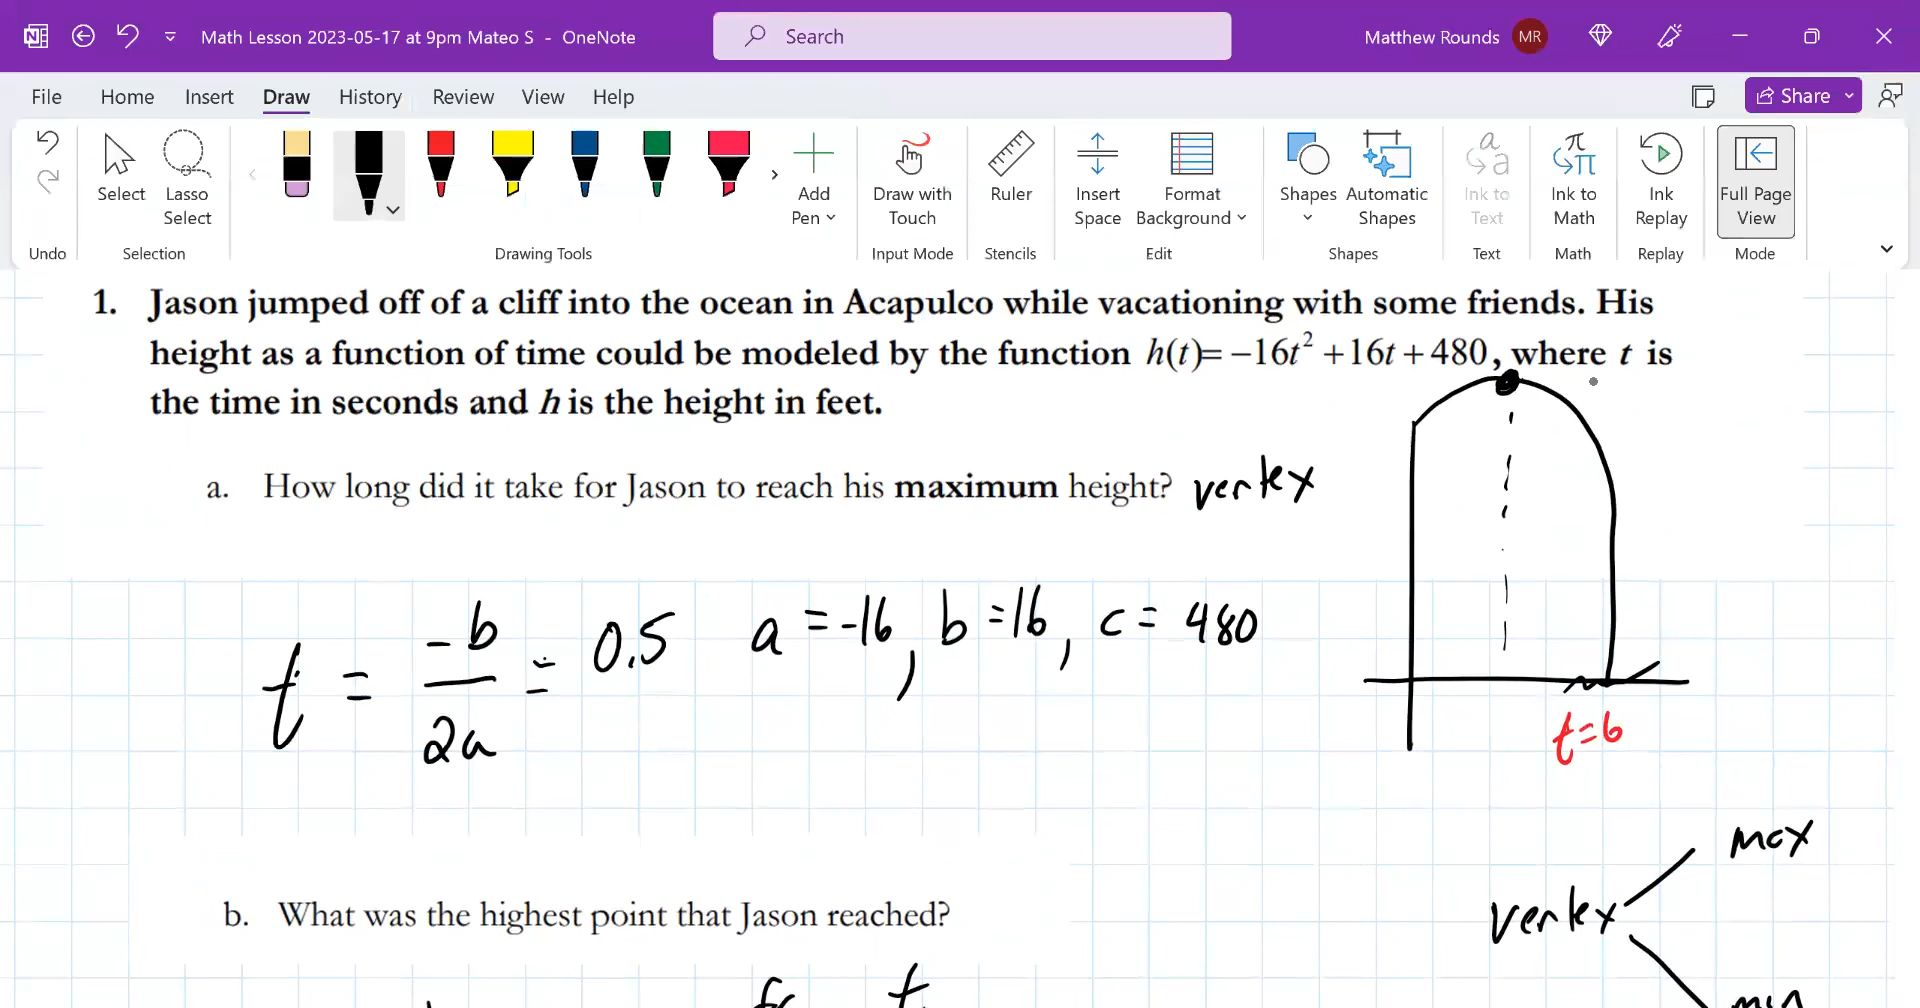 Math Lesson 2023-05-17 at 9pm Mateo S - OneNote
Search
Matthew Rounds MR
File Home Insert Draw History Review View Help
Share
Select
Lasso Select
Add Pen
Draw with Touch
Ruler
Insert Space
Format Background
Shapes
Automatic Shapes
Ink to Text
Ink to Math
Ink Replay
Full Page View
Undo Selection Drawing Tools Input Mode Stencils Edit Shapes Text Math Replay Mode
1. Jason jumped off of a cliff into the ocean in Acapulco while vacationing with some friends. His
height as a function of time could be modeled by the function h(t)=−16t²+16t+480, where t is
the time in seconds and h is the height in feet.
a. How long did it take for Jason to reach his maximum height? vertex
t = -b/2a = 0.5 a = -16, b = 16, c = 480
t=6
max
vertex
min
b. What was the highest point that Jason reached?